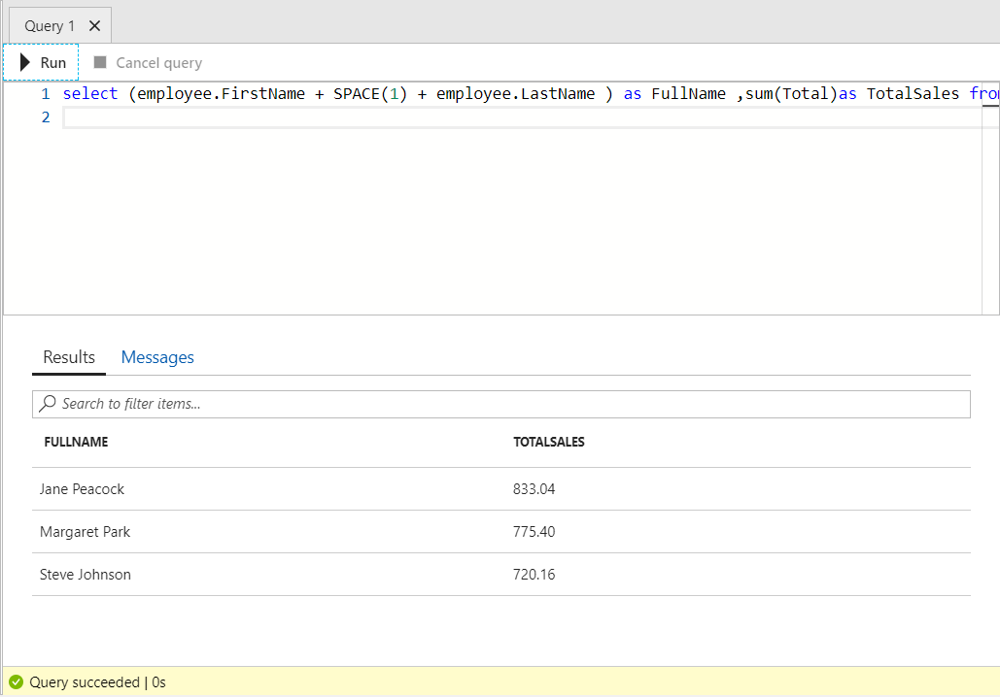 Query 1
Run Cancel query
1 select (employee.FirstName + SPACE(1) + employee.LastName ) as FullName ,sum(Total)as TotalSales fro
2
Results Messages
Search to filter items...
FULLNAME TOTALSALES
Jane Peacock 833.04
Margaret Park 775.40
Steve Johnson 720.16
Query succeeded | 0s